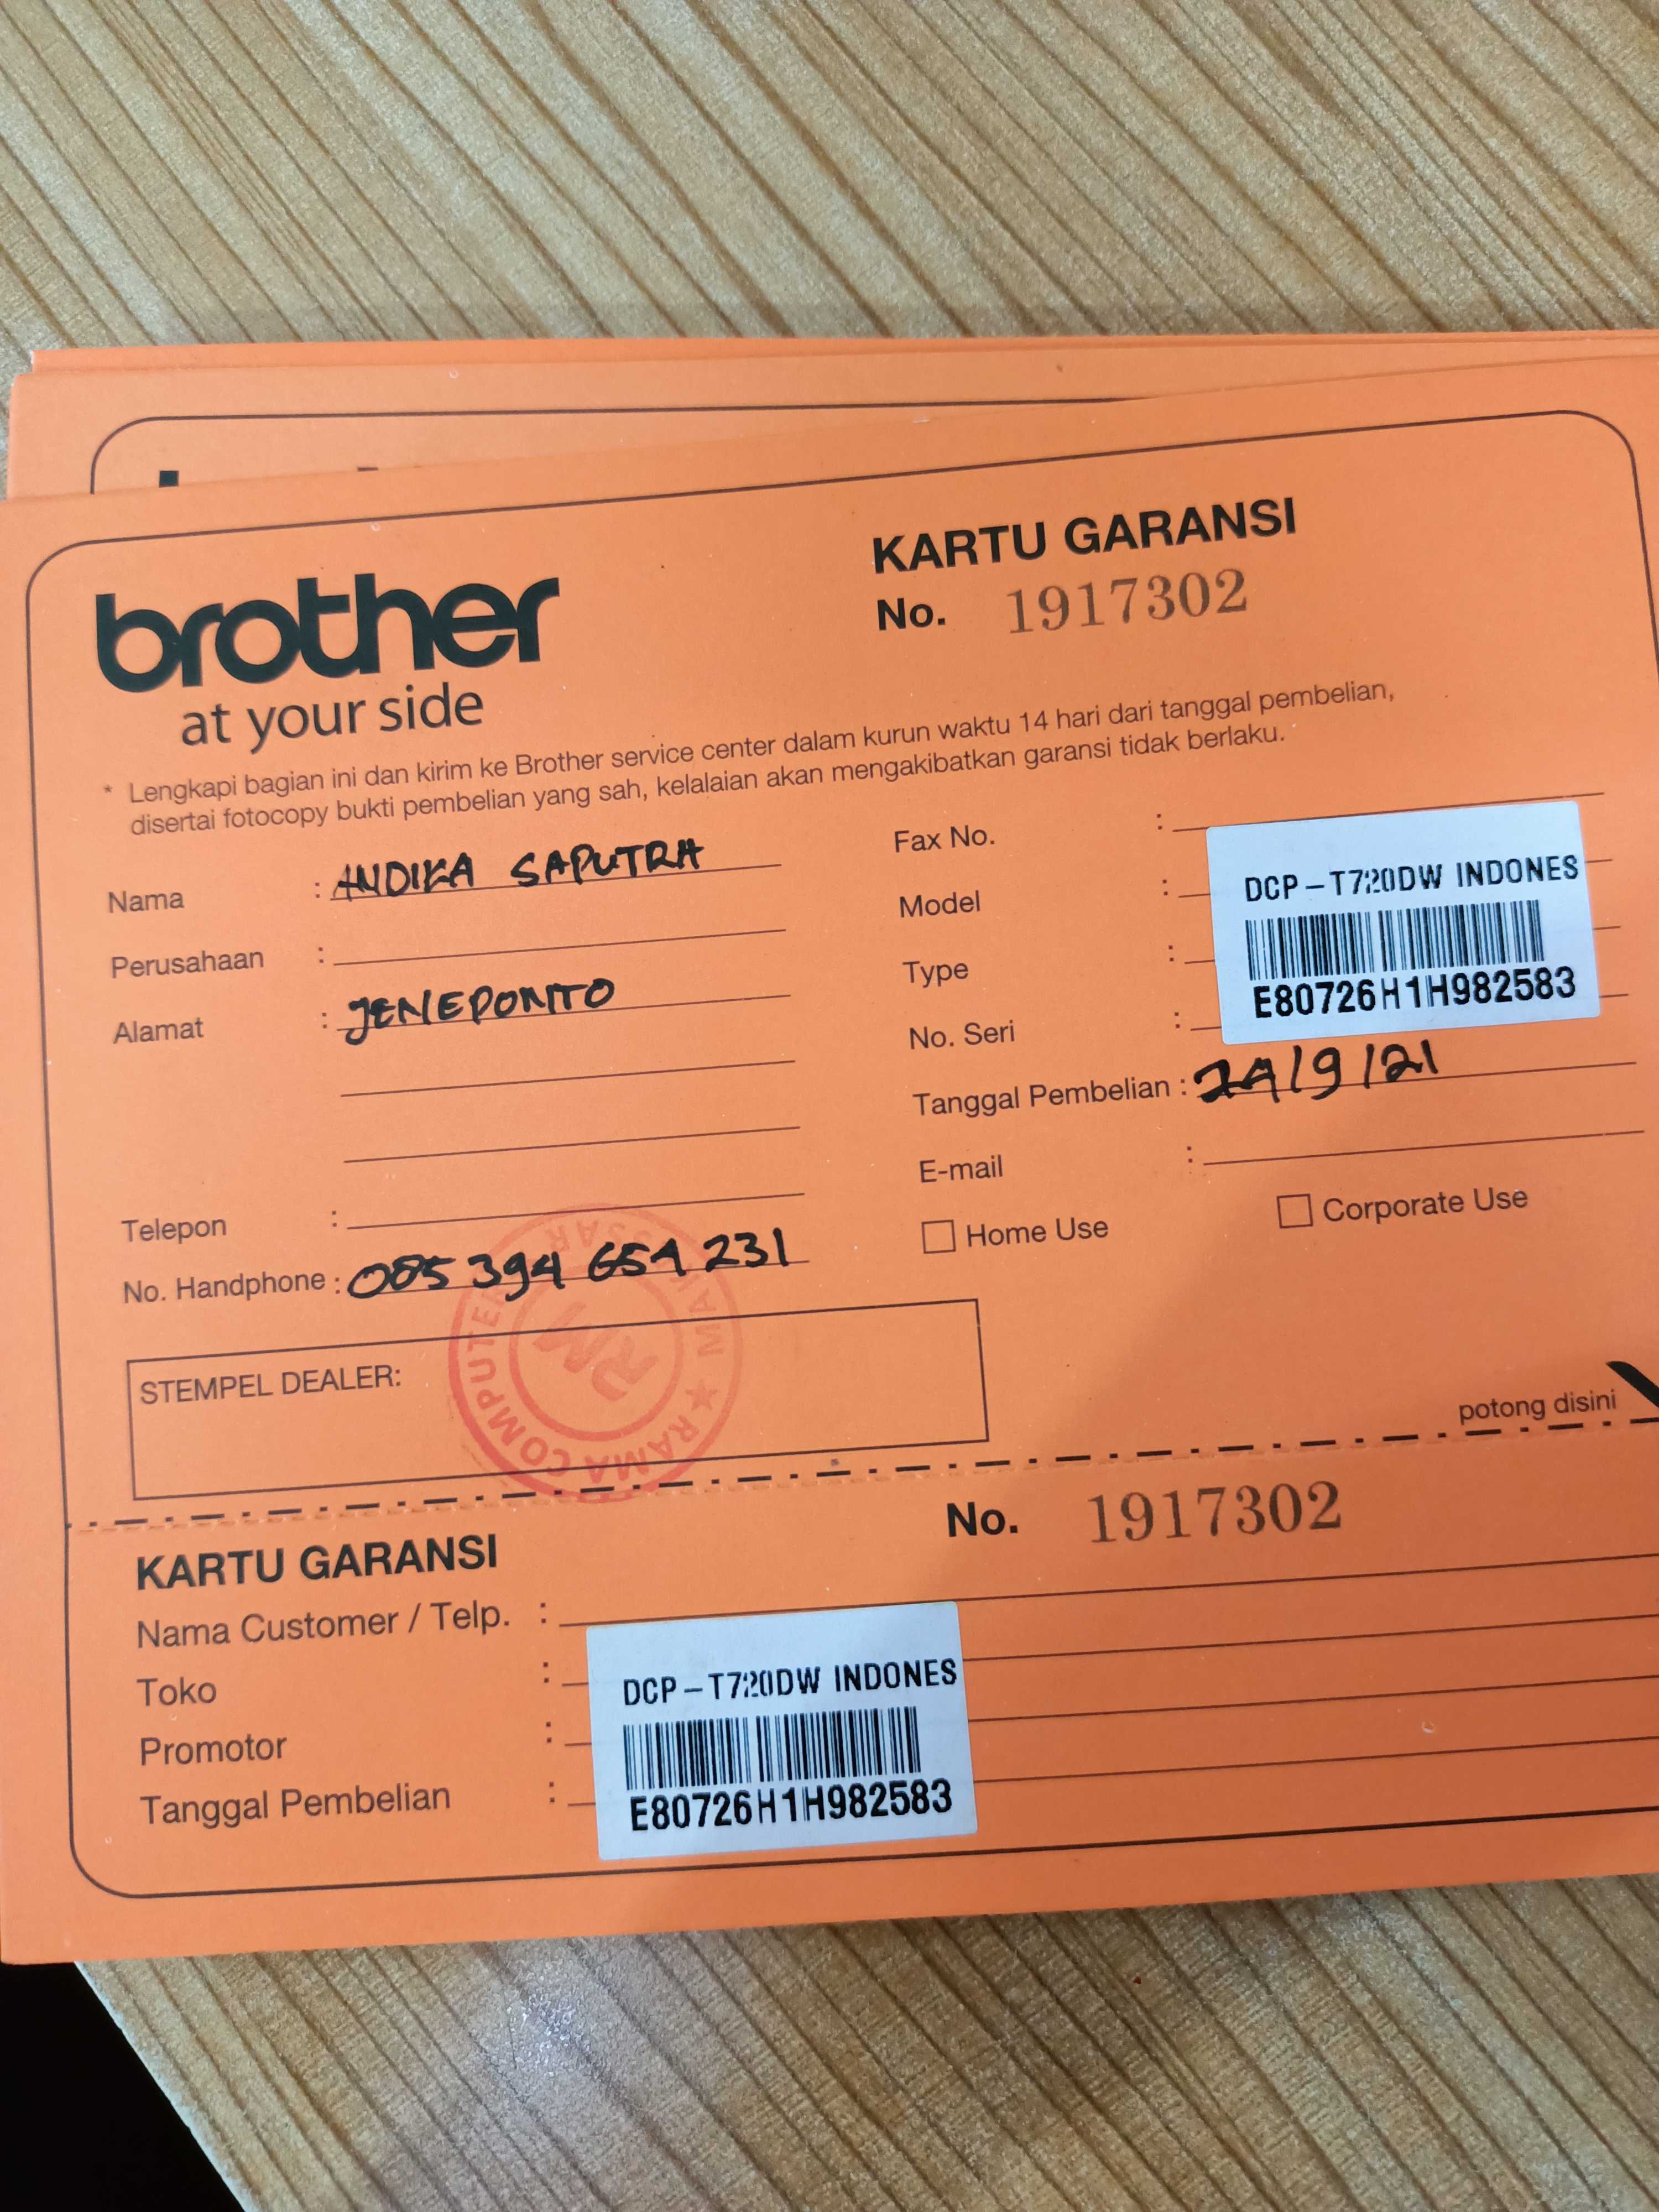 brother
at your side
KARTU GARANSI
No. 1917302
* Lengkapi bagian ini dan kirim ke Brother service center dalam kurun waktu 14 hari dari tanggal pembelian,
disertai fotocopy bukti pembelian yang sah, kelalaian akan mengakibatkan garansi tidak berlaku.
Nama : ANDIKA SAPUTRA
Perusahaan :
Alamat : JENEPONTO
Telepon :
No. Handphone : 085 394 654 231
Fax No. :
Model :
Type :
No. Seri :
DCP-T720DW INDONES
E80726H1H982583
Tanggal Pembelian : 24/9/21
E-mail :
Home Use
Corporate Use
STEMPEL DEALER:
RAMA COMPUTER MAKASSAR
RM
potong disini
KARTU GARANSI
No. 1917302
Nama Customer / Telp. :
Toko :
Promotor :
Tanggal Pembelian :
DCP-T720DW INDONES
E80726H1H982583